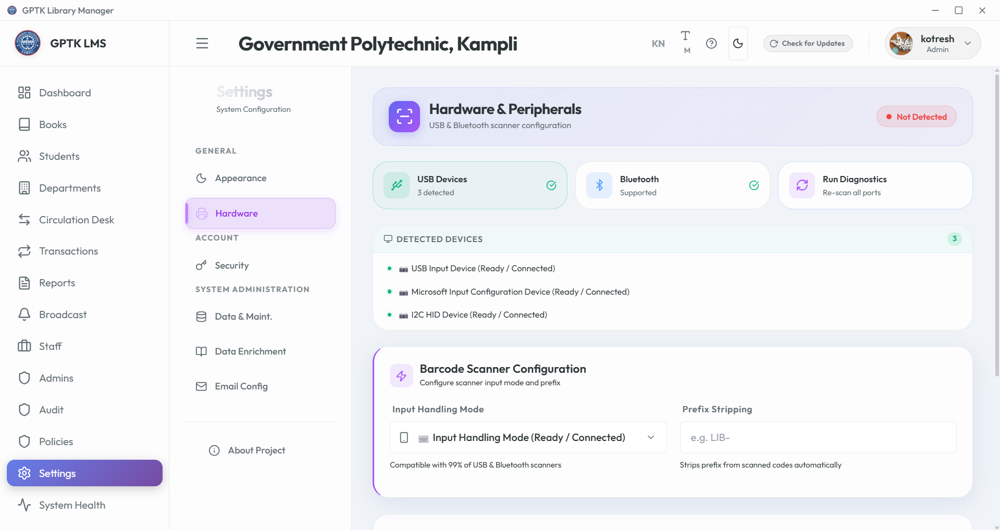 GPTK Library Manager
GPTK LMS
Government Polytechnic, Kampli
KN
T
M
Check for Updates
kotresh
Admin
Dashboard
Books
Students
Departments
Circulation Desk
Transactions
Reports
Broadcast
Staff
Admins
Audit
Policies
Settings
System Health
Settings
System Configuration
GENERAL
Appearance
Hardware
ACCOUNT
Security
SYSTEM ADMINISTRATION
Data & Maint.
Data Enrichment
Email Config
About Project
Hardware & Peripherals
USB & Bluetooth scanner configuration
Not Detected
USB Devices
3 detected
Bluetooth
Supported
Run Diagnostics
Re-scan all ports
DETECTED DEVICES
3
USB Input Device (Ready / Connected)
Microsoft Input Configuration Device (Ready / Connected)
I2C HID Device (Ready / Connected)
Barcode Scanner Configuration
Configure scanner input mode and prefix
Input Handling Mode
Input Handling Mode (Ready / Connected)
Compatible with 99% of USB & Bluetooth scanners
Prefix Stripping
e.g. LIB-
Strips prefix from scanned codes automatically